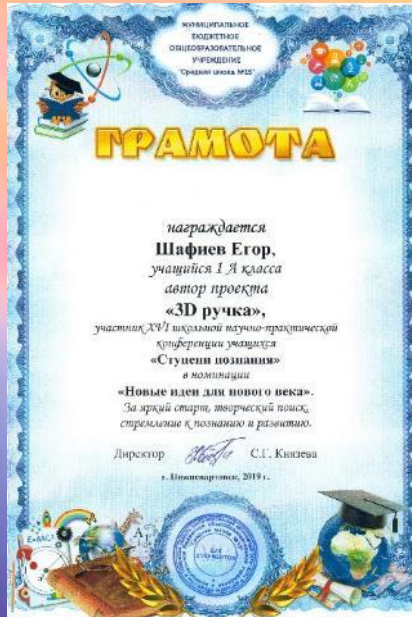 МУНИЦИПАЛЬНОЕ
БЮДЖЕТНОЕ
ОБЩЕОБРАЗОВАТЕЛЬНОЕ
УЧРЕЖДЕНИЕ
"Средняя школа №15"
ГРАМОТА
награждается
Шафиев Егор,
учащийся 1 А класса
автор проекта
«3D ручка»,
участник XVI школьной научно-практической
конференции учащихся
«Ступени познания»
в номинации
«Новые идеи для нового века».
За яркий старт, творческий поиск,
стремление к познанию и развитию.
Директор С.Г. Князева
г. Нижневартовск, 2019 г.